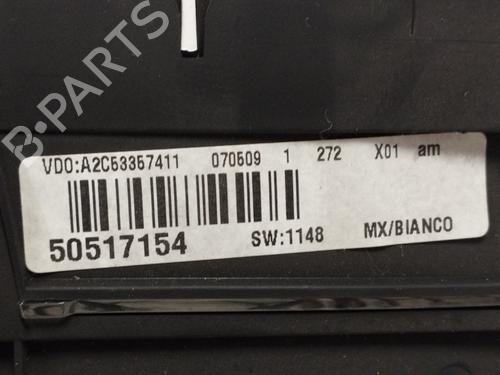 B-PARTS
VDO:A2C53357411 070509 1 272 X01 am
50517154 SW:1148 MX/BIANCO